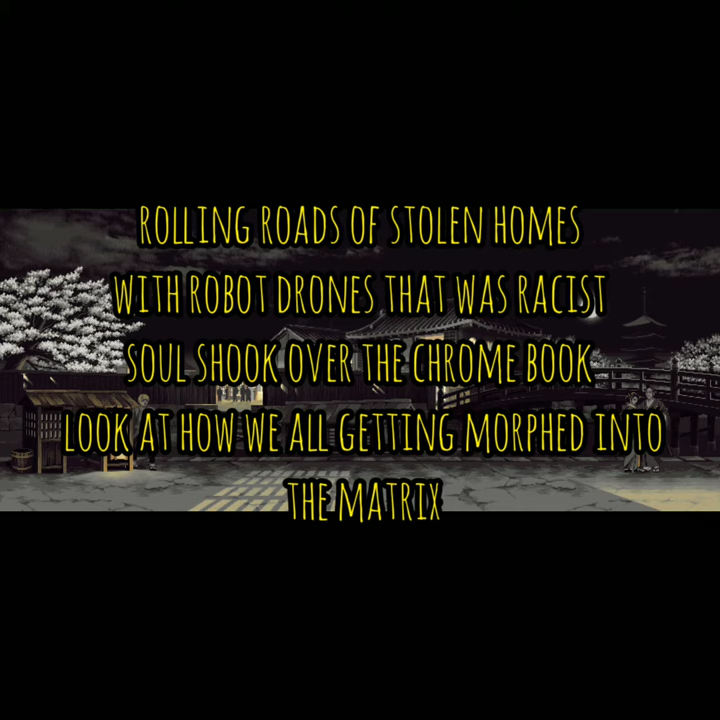 ROLLING ROADS OF STOLEN HOMES
WITH ROBOT DRONES THAT WAS RACIST
SOUL SHOOK OVER THE CHROME BOOK
LOOK AT HOW WE ALL GETTING MORPHED INTO
THE MATRIX